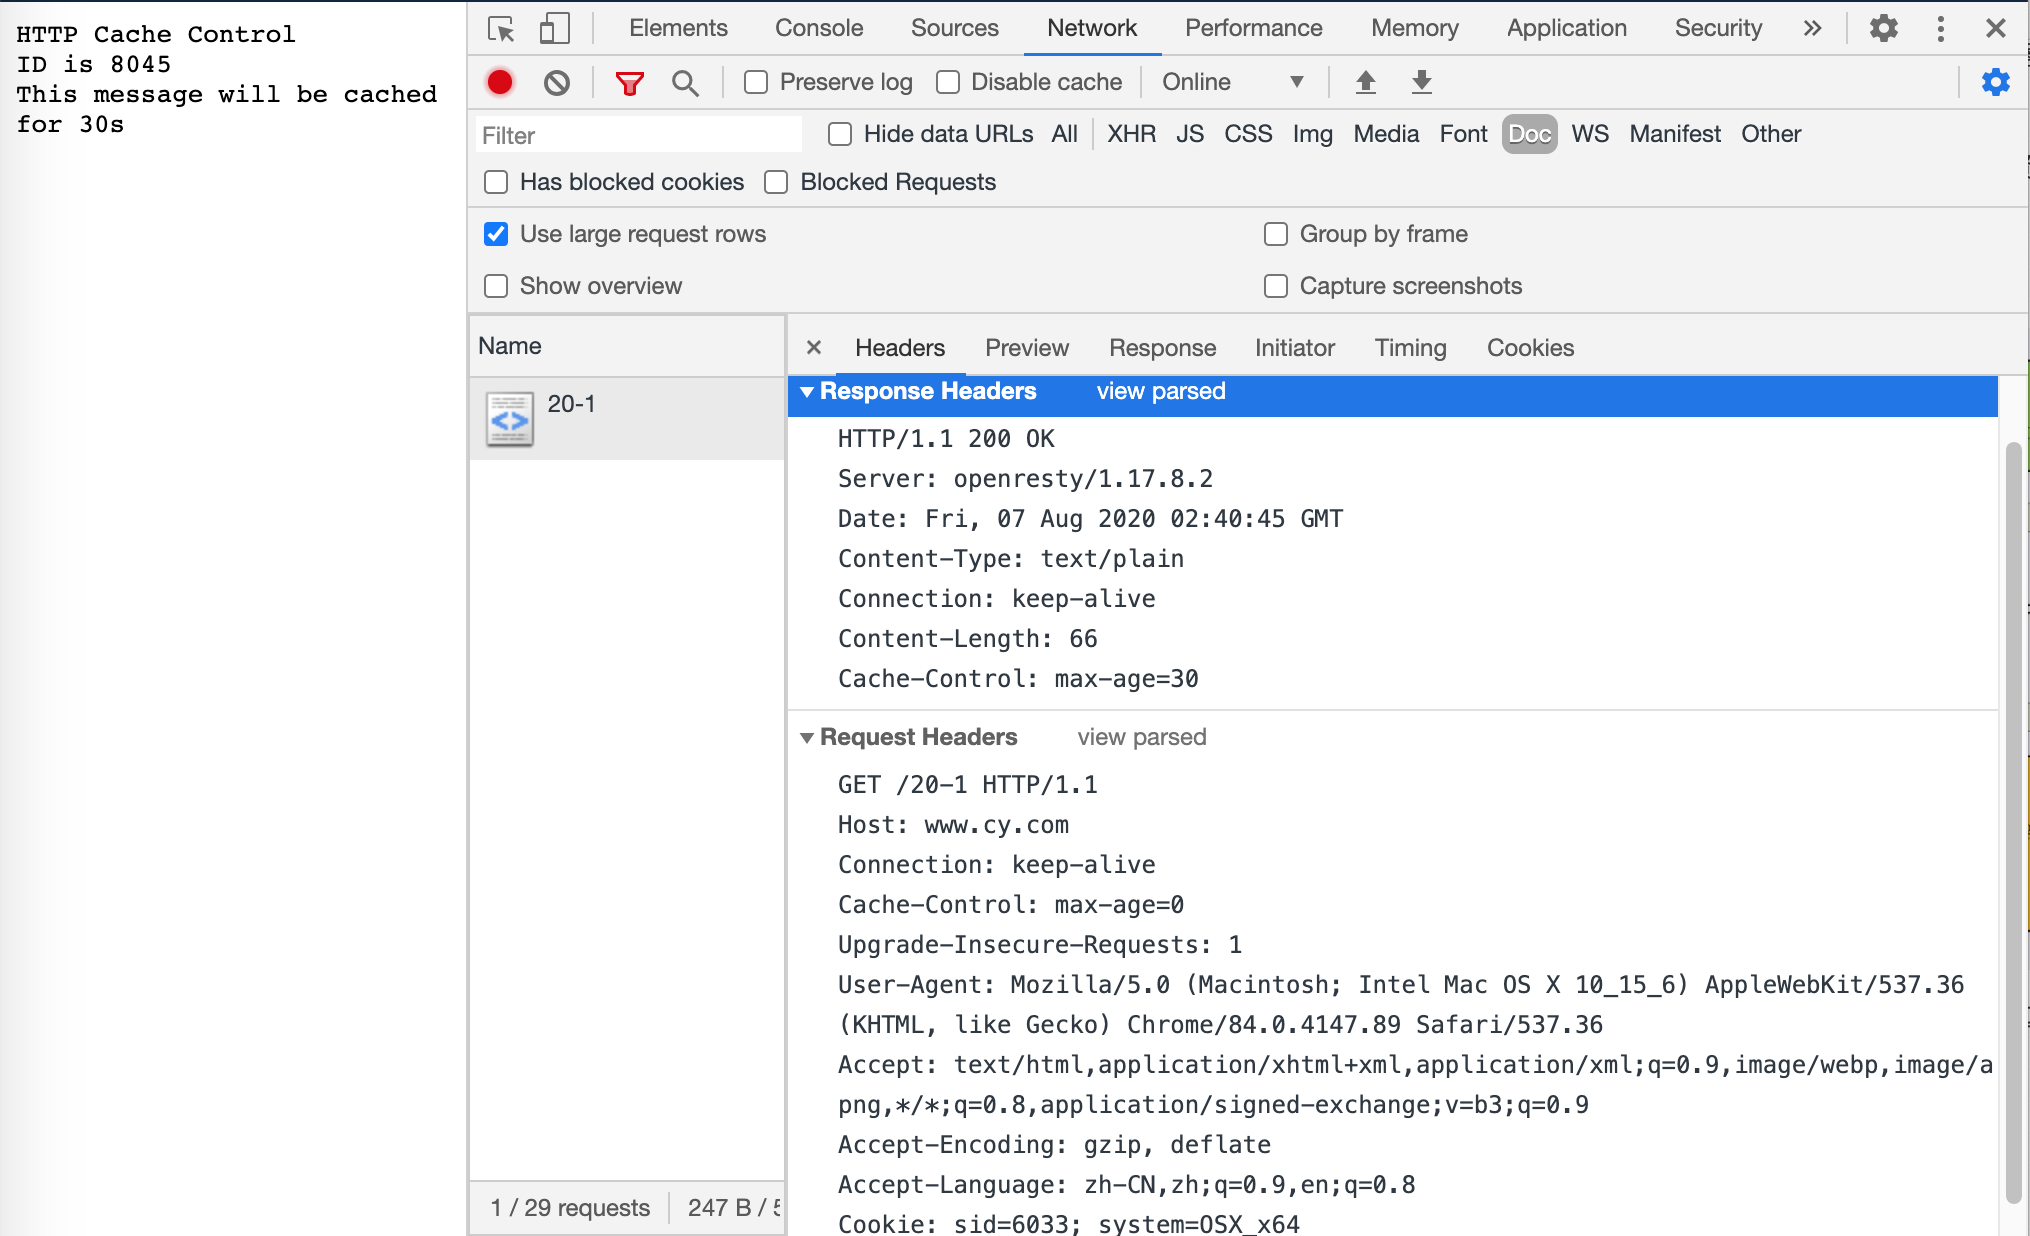 HTTP Cache Control
ID is 8045
This message will be cached
for 30s
Elements Console Sources Network Performance Memory Application Security
Preserve log Disable cache Online
Filter Hide data URLs All XHR JS CSS Img Media Font Doc WS Manifest Other
Has blocked cookies Blocked Requests
Use large request rows Group by frame
Show overview Capture screenshots
Name
20-1
1 / 29 requests 247 B /
Headers Preview Response Initiator Timing Cookies
Response Headers view parsed
HTTP/1.1 200 OK
Server: openresty/1.17.8.2
Date: Fri, 07 Aug 2020 02:40:45 GMT
Content-Type: text/plain
Connection: keep-alive
Content-Length: 66
Cache-Control: max-age=30
Request Headers view parsed
GET /20-1 HTTP/1.1
Host: www.cy.com
Connection: keep-alive
Cache-Control: max-age=0
Upgrade-Insecure-Requests: 1
User-Agent: Mozilla/5.0 (Macintosh; Intel Mac OS X 10_15_6) AppleWebKit/537.36
(KHTML, like Gecko) Chrome/84.0.4147.89 Safari/537.36
Accept: text/html,application/xhtml+xml,application/xml;q=0.9,image/webp,image/a
png,*/*;q=0.8,application/signed-exchange;v=b3;q=0.9
Accept-Encoding: gzip, deflate
Accept-Language: zh-CN,zh;q=0.9,en;q=0.8
Cookie: sid=6033; system=OSX_x64